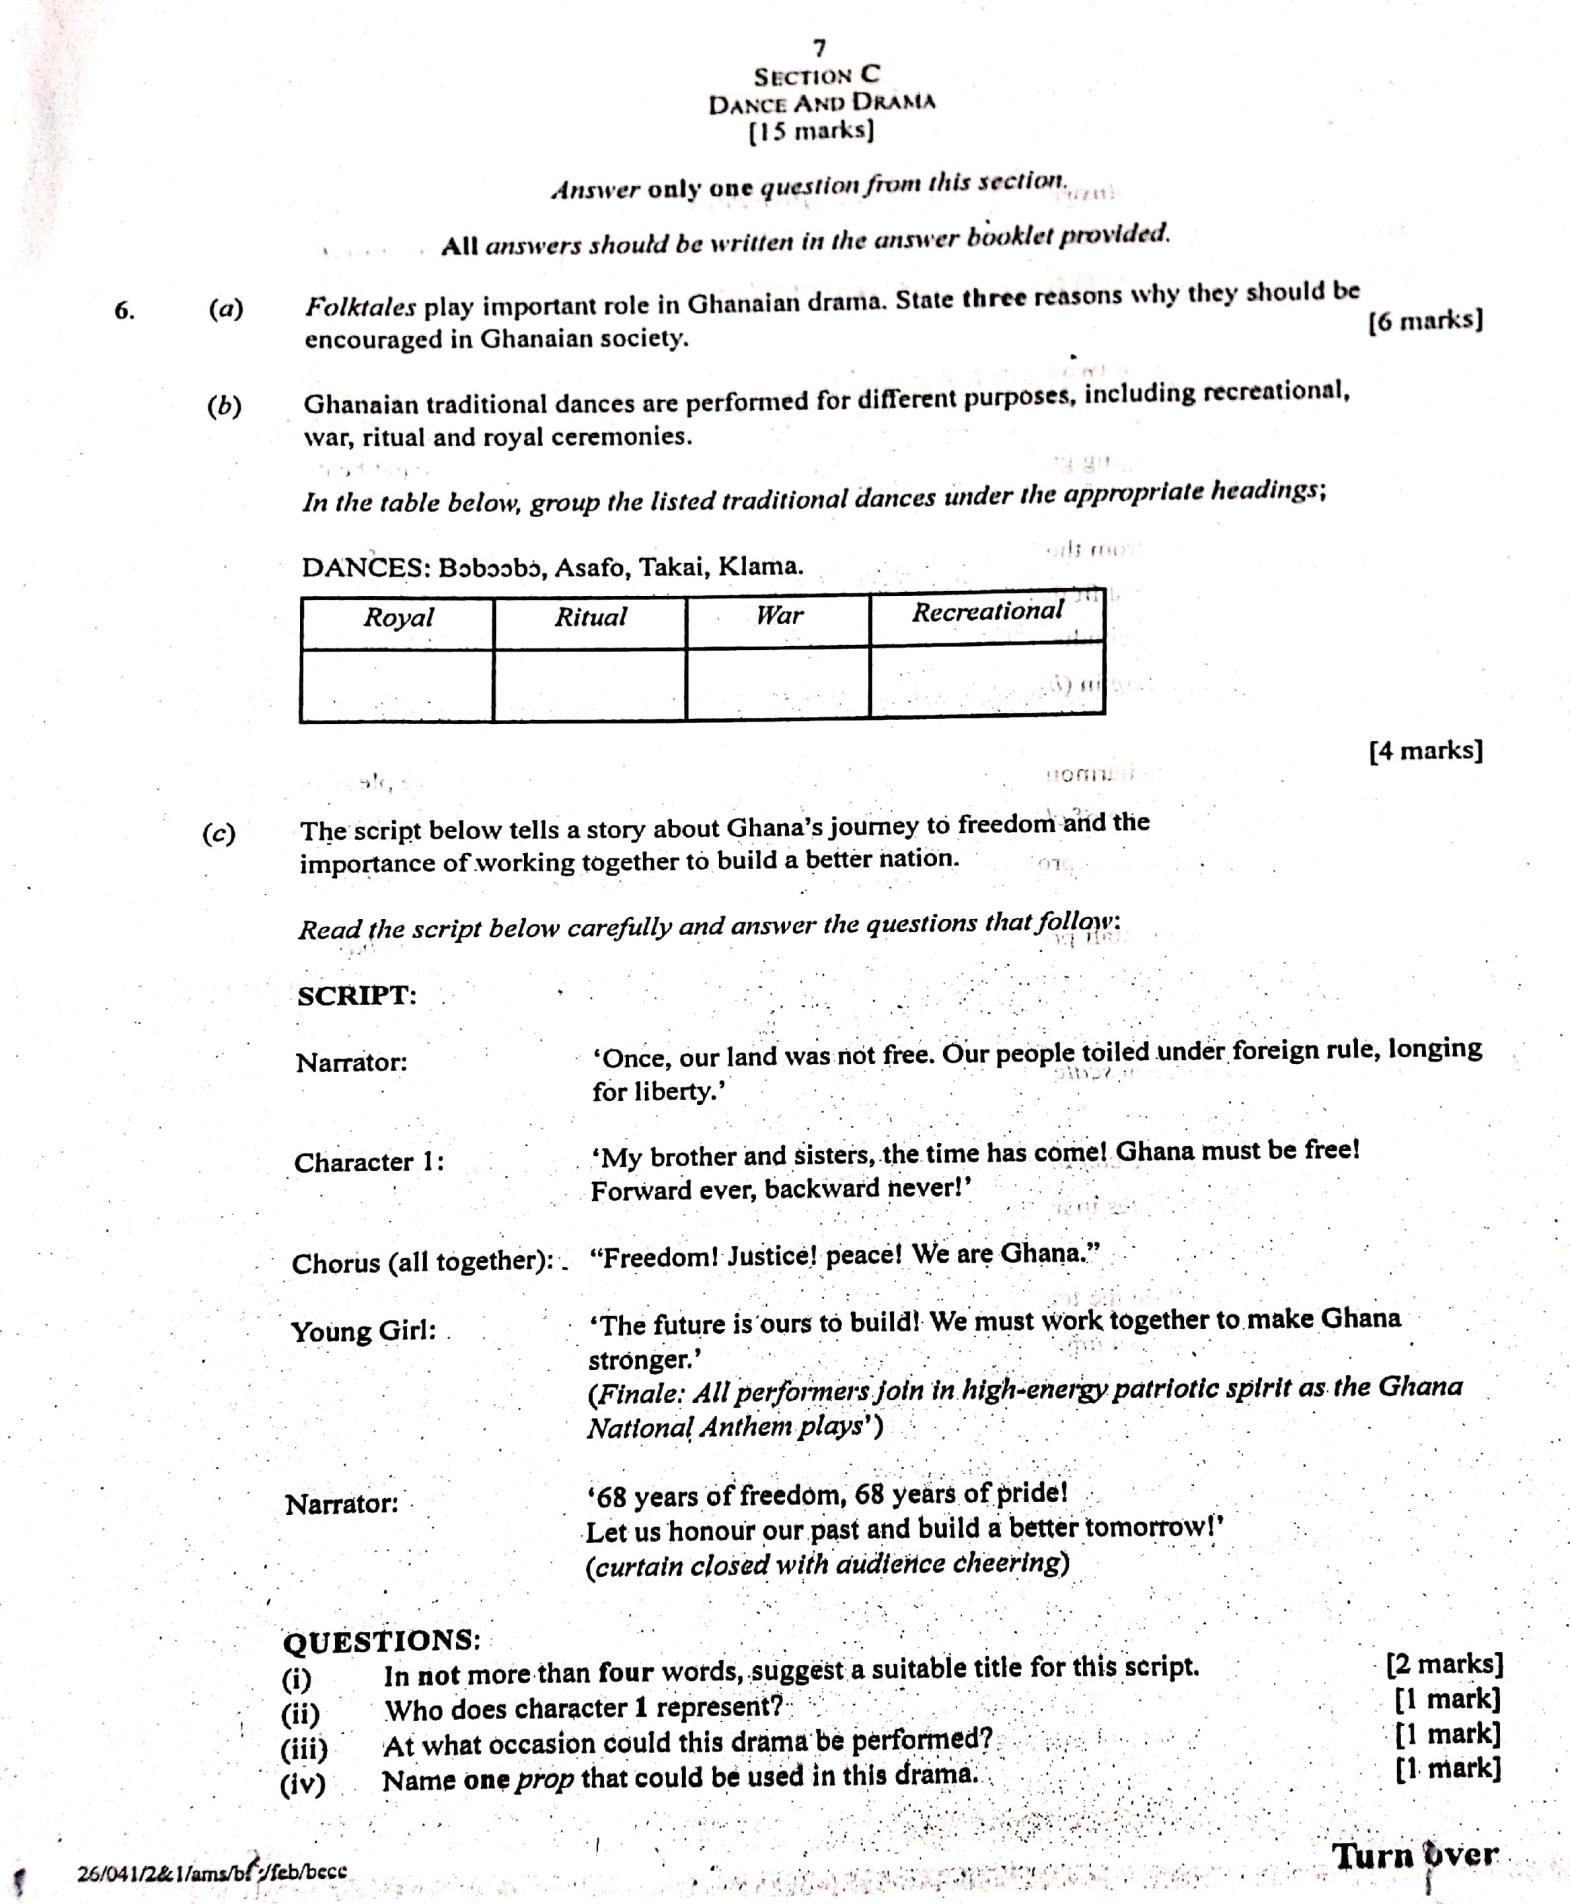 7
SECTION C
DANCE AND DRAMA
[15 marks]
Answer only one question from this section.
All answers should be written in the answer booklet provided.
6. (a) Folktales play important role in Ghanaian drama. State three reasons why they should be
encouraged in Ghanaian society. [6 marks]
(b) Ghanaian traditional dances are performed for different purposes, including recreational,
war, ritual and royal ceremonies.
In the table below, group the listed traditional dances under the appropriate headings;
DANCES: Bɔbɔɔbɔ, Asafo, Takai, Klama.
Royal Ritual War Recreational
[4 marks]
(c) The script below tells a story about Ghana's journey to freedom and the
importance of working together to build a better nation.
Read the script below carefully and answer the questions that follow:
SCRIPT:
Narrator: ‘Once, our land was not free. Our people toiled under foreign rule, longing
for liberty.’
Character 1: ‘My brother and sisters, the time has come! Ghana must be free!
Forward ever, backward never!’
Chorus (all together): “Freedom! Justice! peace! We are Ghana.”
Young Girl: ‘The future is ours to build! We must work together to make Ghana
stronger.’
(Finale: All performers join in high-energy patriotic spirit as the Ghana
National Anthem plays’)
Narrator: ‘68 years of freedom, 68 years of pride!
Let us honour our past and build a better tomorrow!’
(curtain closed with audience cheering)
QUESTIONS:
(i) In not more than four words, suggest a suitable title for this script. [2 marks]
(ii) Who does character 1 represent? [1 mark]
(iii) At what occasion could this drama be performed? [1 mark]
(iv) Name one prop that could be used in this drama. [1 mark]
Turn over